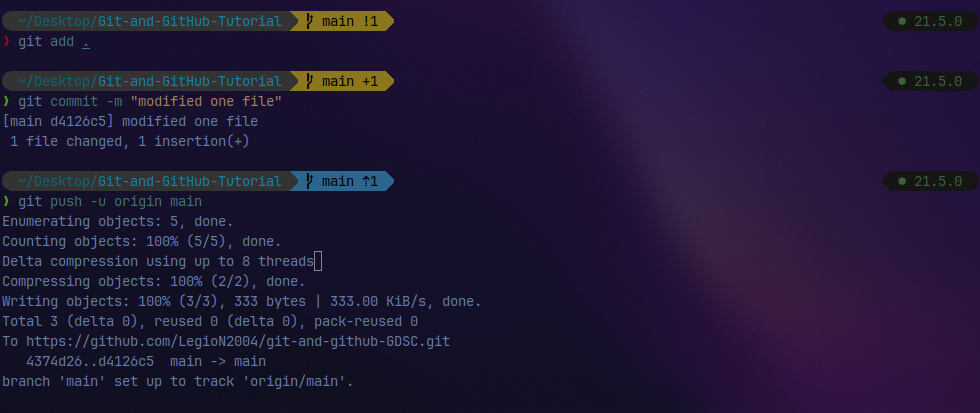 ~/Desktop/Git-and-GitHub-Tutorial main !1 21.5.0
❯ git add .
~/Desktop/Git-and-GitHub-Tutorial main +1 21.5.0
❯ git commit -m "modified one file"
[main d4126c5] modified one file
1 file changed, 1 insertion(+)
~/Desktop/Git-and-GitHub-Tutorial main ⇡1 21.5.0
❯ git push -u origin main
Enumerating objects: 5, done.
Counting objects: 100% (5/5), done.
Delta compression using up to 8 threads
Compressing objects: 100% (2/2), done.
Writing objects: 100% (3/3), 333 bytes | 333.00 KiB/s, done.
Total 3 (delta 0), reused 0 (delta 0), pack-reused 0
To https://github.com/LegioN2004/git-and-github-GDSC.git
4374d26..d4126c5 main -> main
branch 'main' set up to track 'origin/main'.